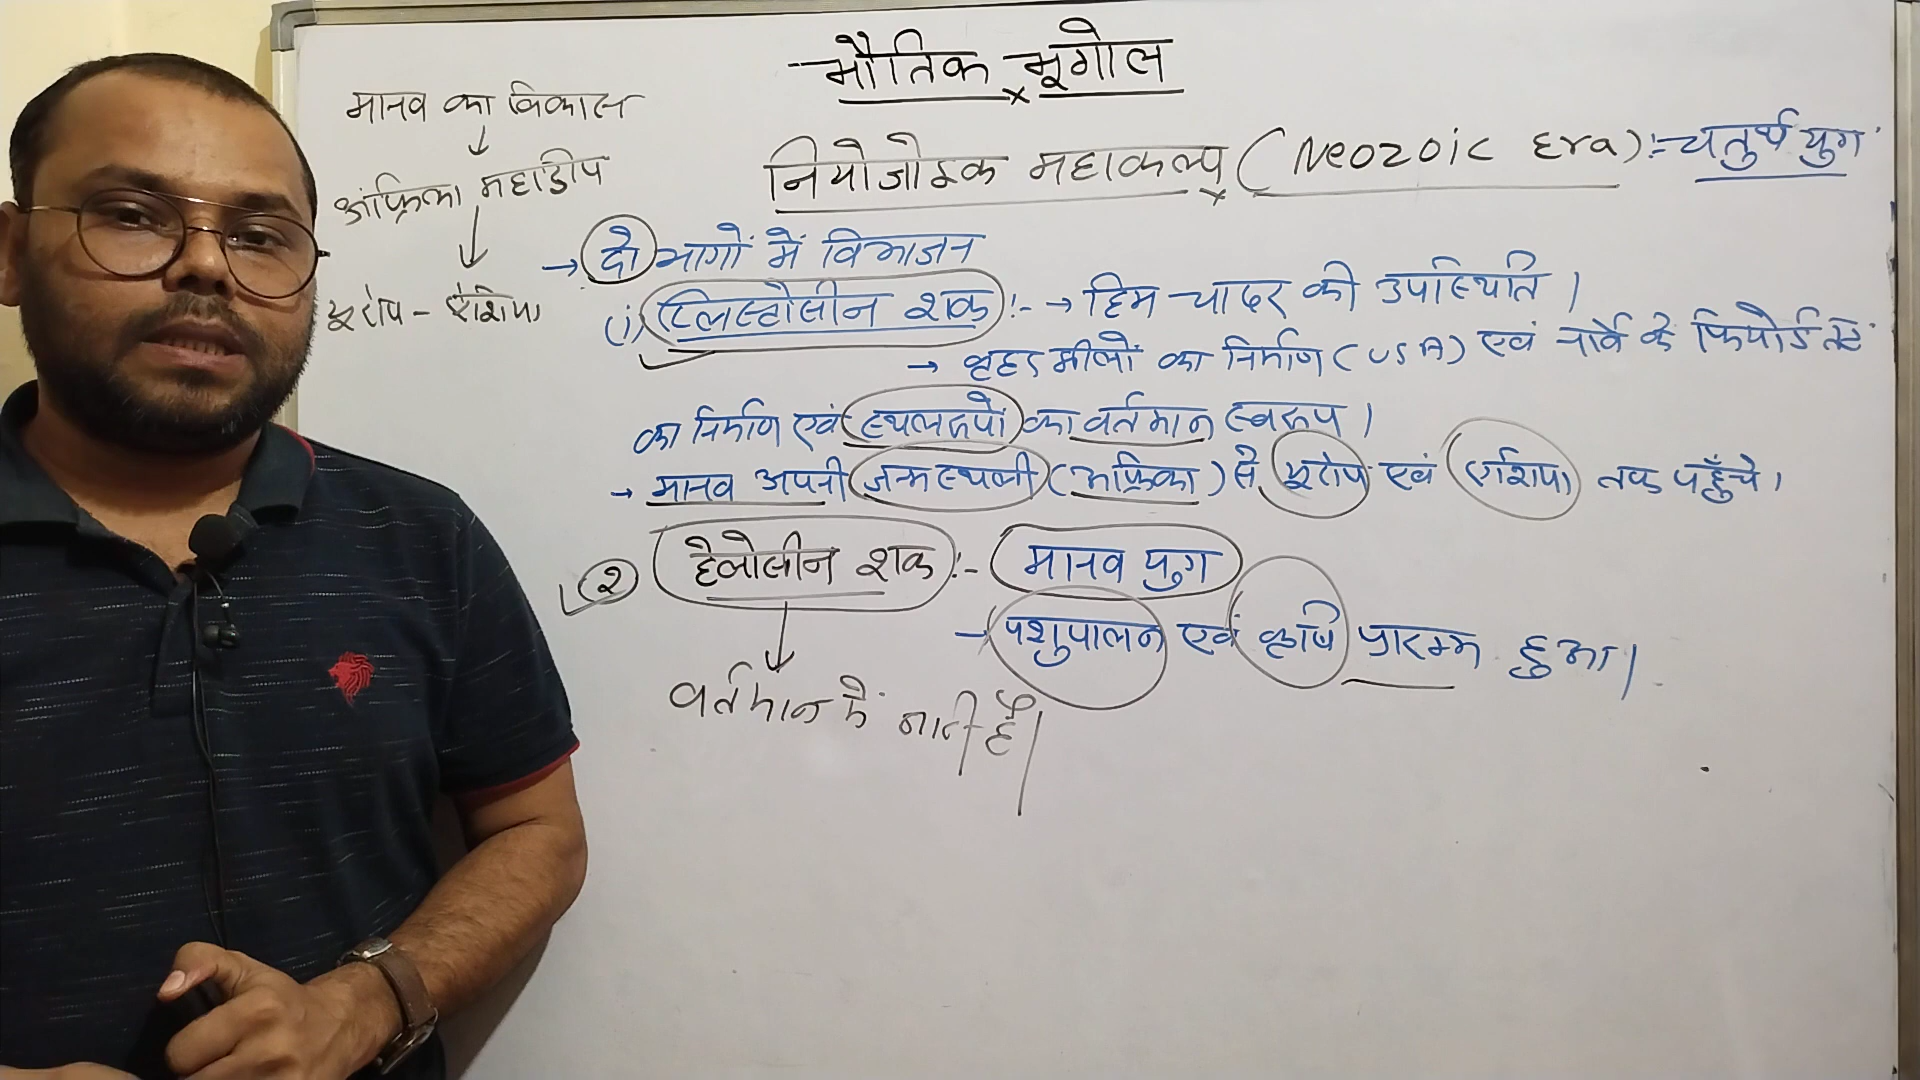 भौतिक भूगोल
नियोजोइक महाकल्प (Neozoic Era):- चतुर्थ युग
मानव का विकास
↓
अफ्रिका महाद्वीप
↓
यूरोप - एशिया
→ दो भागों में विभाजन
(i) प्लिस्टोसीन शक :- → हिम चादर की उपस्थिति ।
→ वृहद झीलों का निर्माण (USA) एवं नार्वे के फियोर्ड तट
का निर्माण एवं स्थलरूपों का वर्तमान स्वरूप ।
→ मानव अपनी जन्मस्थली (अफ्रिका) से यूरोप एवं एशिया तक पहुँचे ।
(२) होलोसीन शक :- मानव युग
→ पशुपालन एवं कृषि प्रारम्भ हुआ ।
↓
वर्तमान में जारी है ।